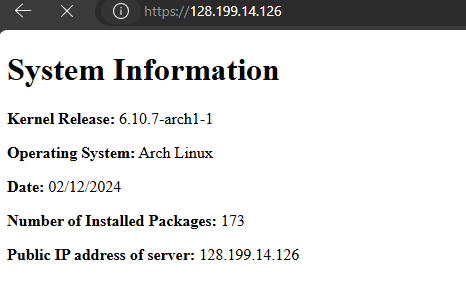 https://128.199.14.126
System Information
Kernel Release: 6.10.7-arch1-1
Operating System: Arch Linux
Date: 02/12/2024
Number of Installed Packages: 173
Public IP address of server: 128.199.14.126